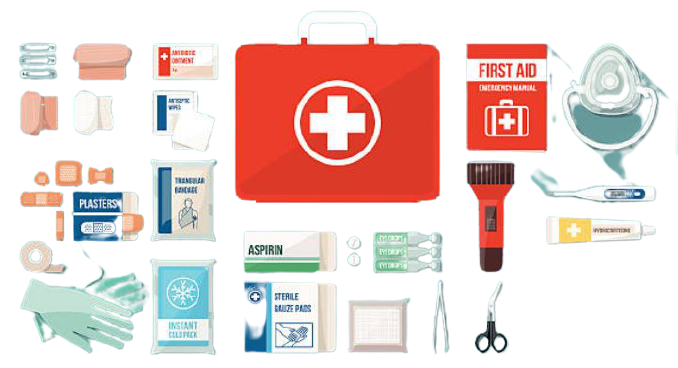 ANTIBIOTIC
OINTMENT
FIRST AID
EMERGENCY MANUAL
ANTISEPTIC
WIPES
TRIANGULAR
BANDAGE
PLASTERS
ASPIRIN
EYE DROPS
EYE DROPS
EYE DROPS
HYDROCORTISONE
STERILE
GAUZE PADS
INSTANT
COLD PACK